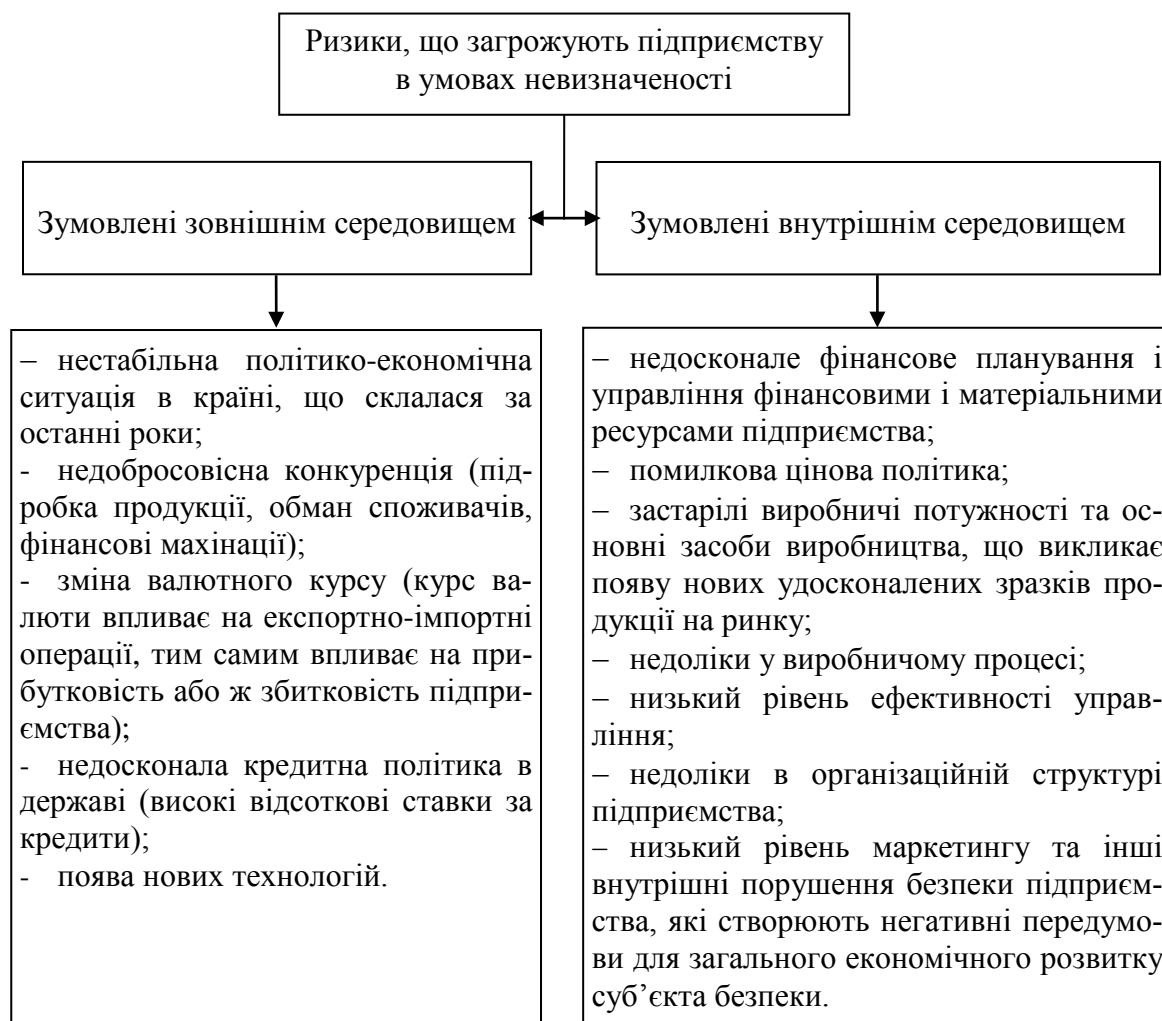 Ризики, що загрожують підприємству
в умовах невизначеності
Зумовлені зовнішнім середовищем
Зумовлені внутрішнім середовищем
– нестабільна політико-економічна
ситуація в країні, що склалася за
останні роки;
- недобросовісна конкуренція (під-
робка продукції, обман споживачів,
фінансові махінації);
- зміна валютного курсу (курс ва-
люти впливає на експортно-імпортні
операції, тим самим впливає на при-
бутковість або ж збитковість підпри-
ємства);
- недосконала кредитна політика в
державі (високі відсоткові ставки за
кредити);
- поява нових технологій.
– недосконале фінансове планування і
управління фінансовими і матеріальними
ресурсами підприємства;
– помилкова цінова політика;
– застарілі виробничі потужності та ос-
новні засоби виробництва, що викликає
появу нових удосконалених зразків про-
дукції на ринку;
– недоліки у виробничому процесі;
– низький рівень ефективності управ-
ління;
– недоліки в організаційній структурі
підприємства;
– низький рівень маркетингу та інші
внутрішні порушення безпеки підприєм-
ства, які створюють негативні передумо-
ви для загального економічного розвитку
суб’єкта безпеки.